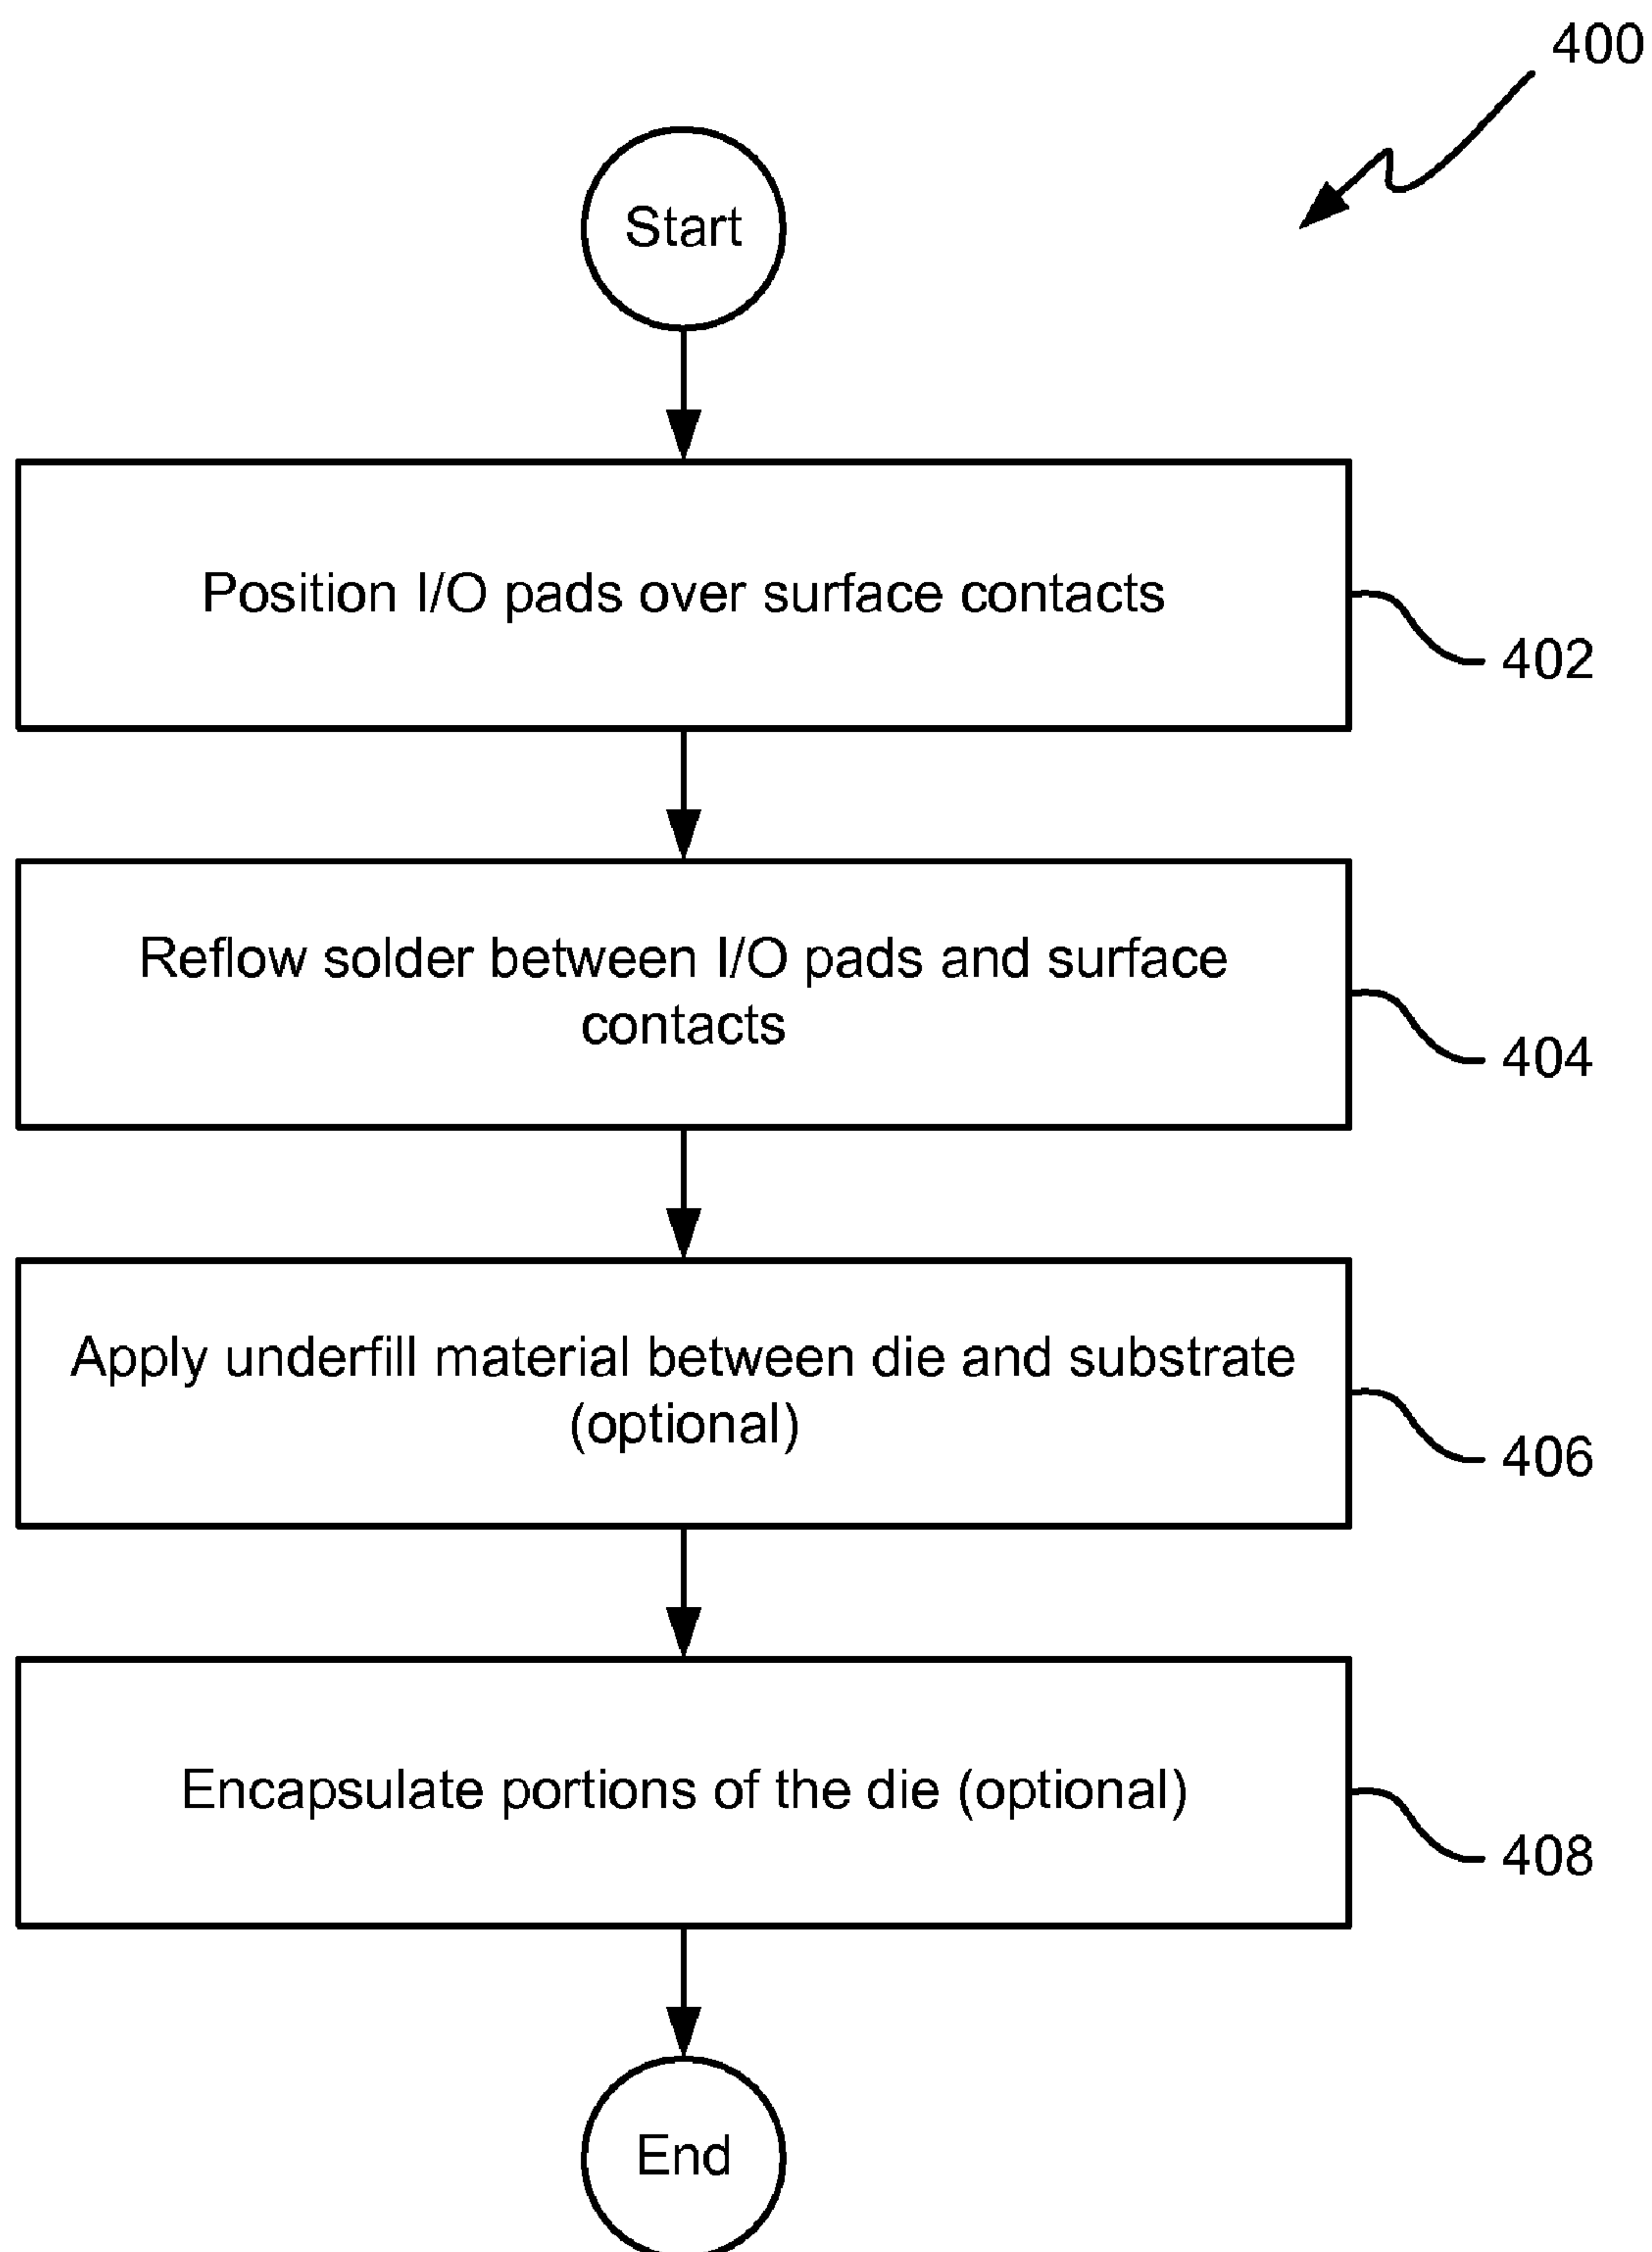 400
Start
Position I/O pads over surface contacts
402
Reflow solder between I/O pads and surface
contacts
404
Apply underfill material between die and substrate
(optional)
406
Encapsulate portions of the die (optional)
408
End